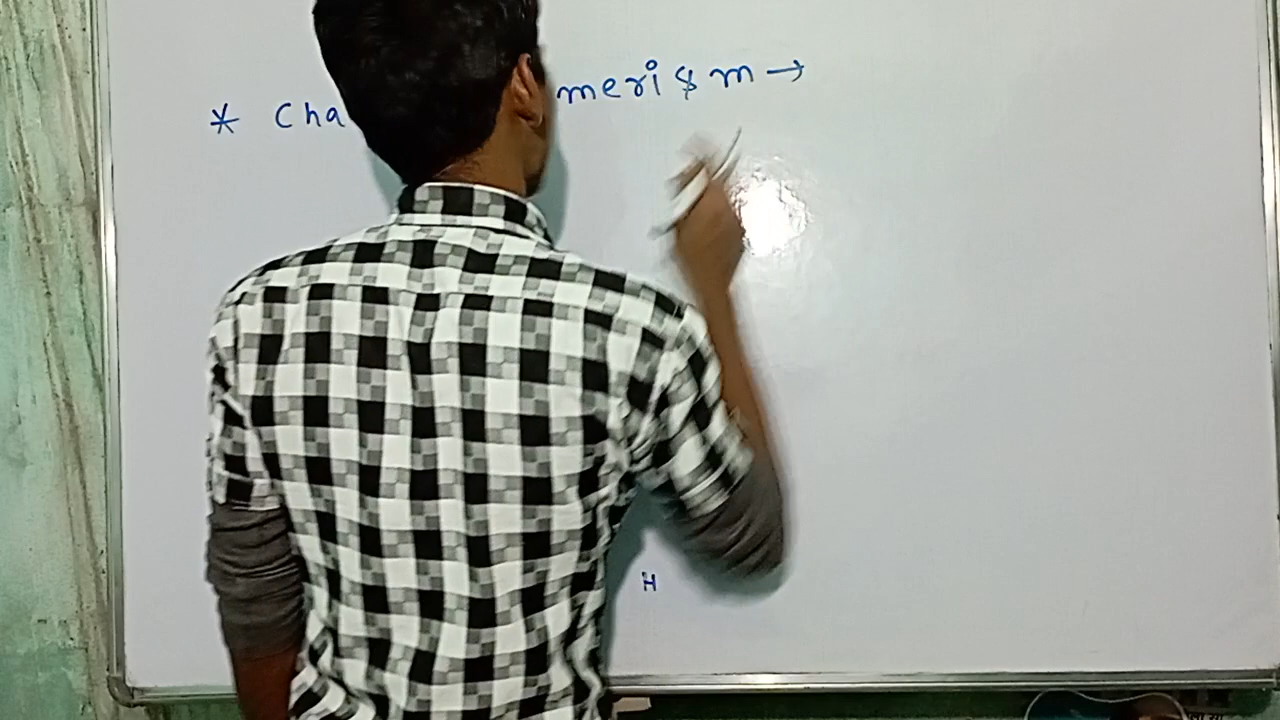 * Cha merism →
H